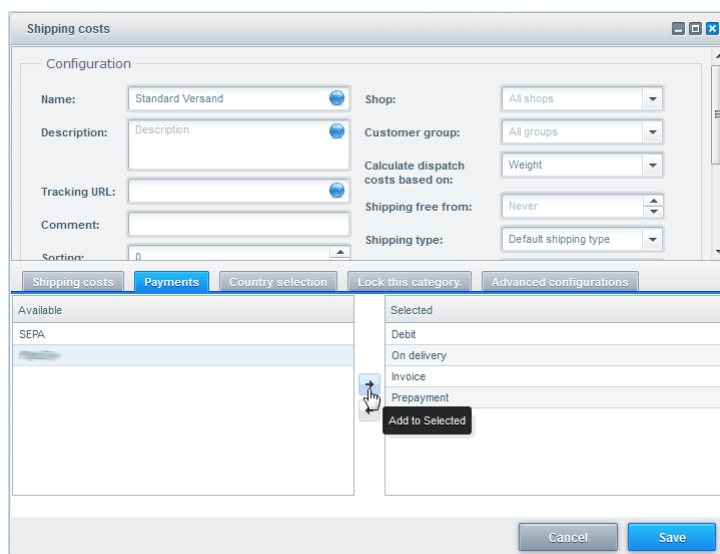 Shipping costs
Configuration
Name:
Standard Versand
Description:
Description
Tracking URL:
Comment:
Sorting:
0
Shop:
All shops
Customer group:
All groups
Calculate dispatch
costs based on:
Weight
Shipping free from:
Never
Shipping type:
Default shipping type
Shipping costs
Payments
Country selection
Lock this category.
Advanced configurations
Available
SEPA
Selected
Debit
On delivery
Invoice
Prepayment
Add to Selected
Cancel
Save